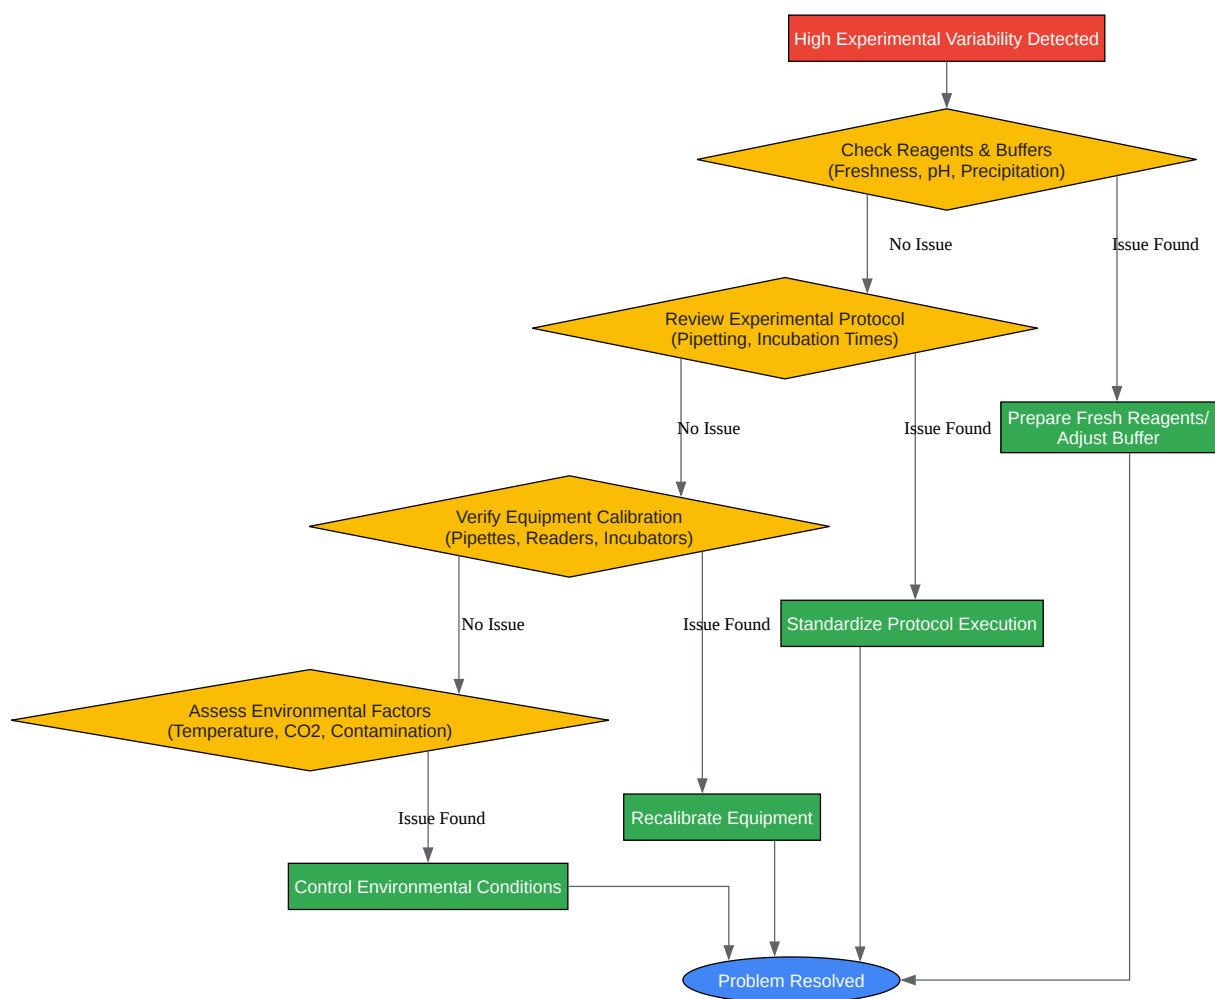 High Experimental Variability Detected
Check Reagents & Buffers
(Freshness, pH, Precipitation)
No Issue
Issue Found
Review Experimental Protocol
(Pipetting, Incubation Times)
No Issue
Issue Found
Prepare Fresh Reagents/
Adjust Buffer
Verify Equipment Calibration
(Pipettes, Readers, Incubators)
No Issue
Issue Found
Standardize Protocol Execution
Assess Environmental Factors
(Temperature, CO2, Contamination)
Issue Found
Recalibrate Equipment
Control Environmental Conditions
Problem Resolved